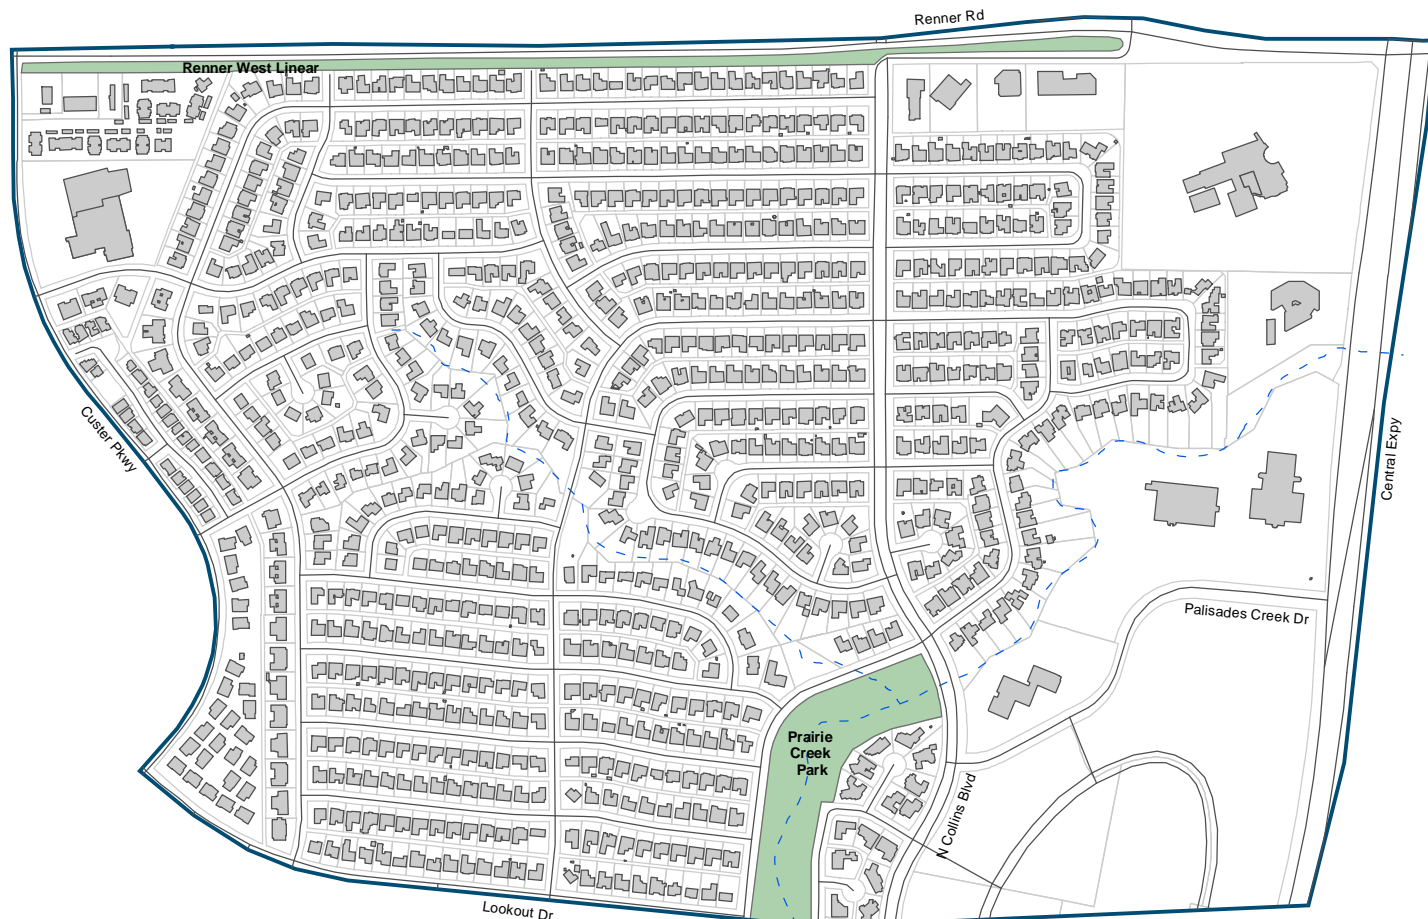 Renner Rd
Renner West Linear
Custer Pkwy
Central Expy
Palisades Creek Dr
Prairie
Creek
Park
N Collins Blvd
Lookout Dr